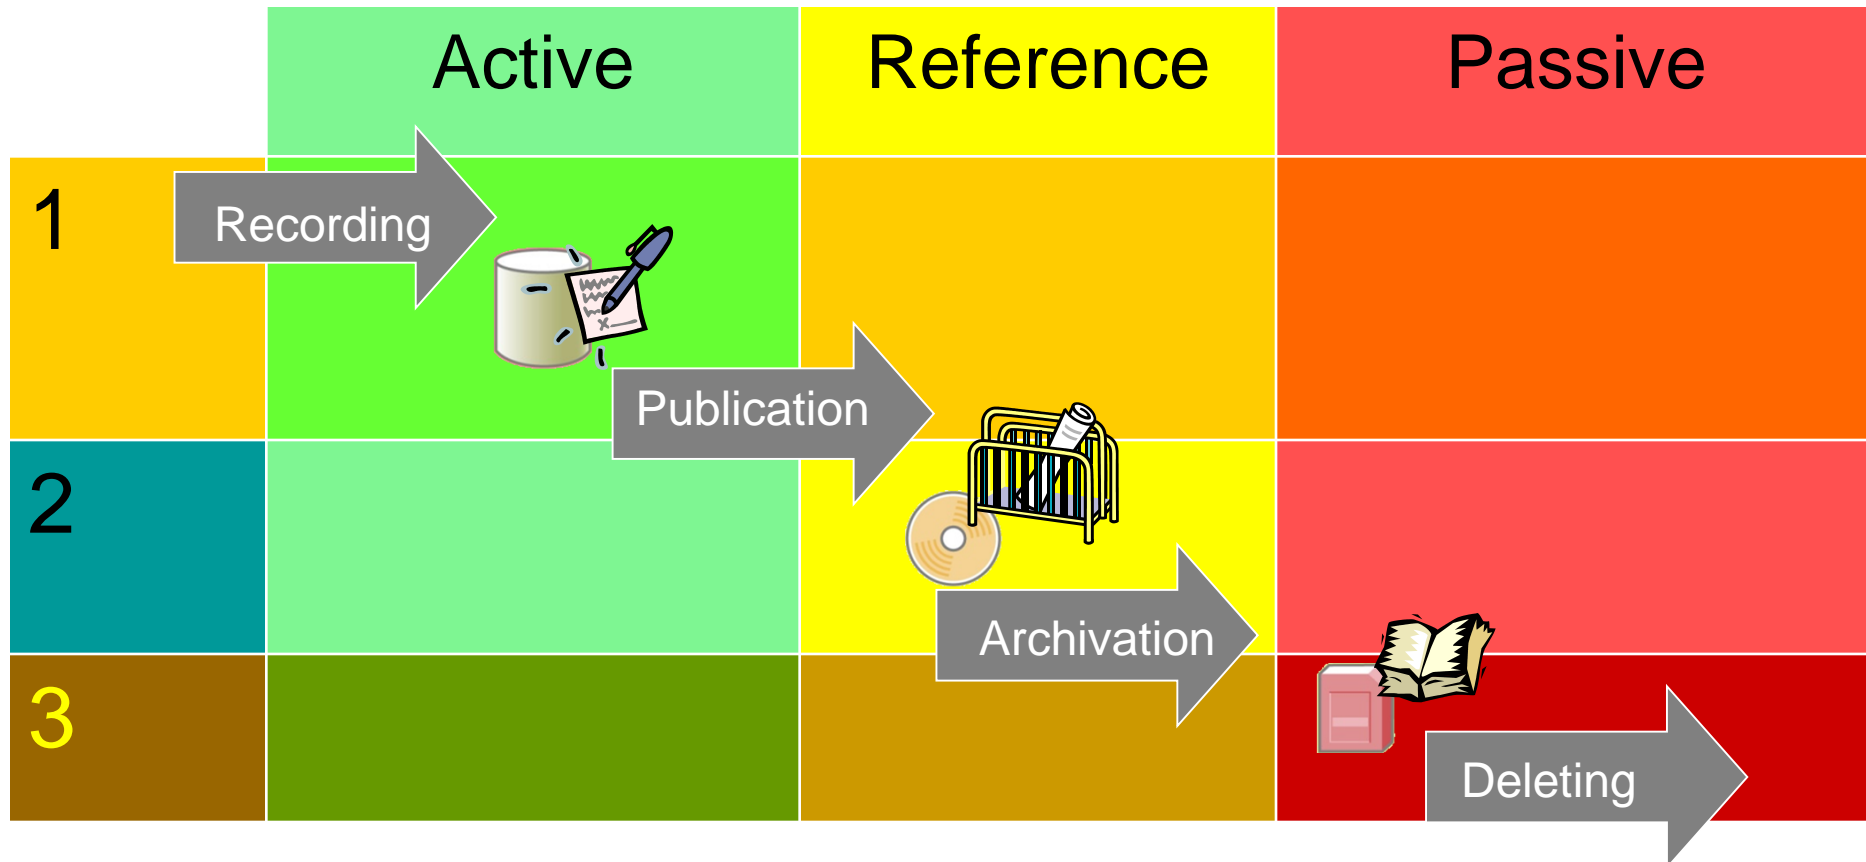 Active
Reference
Passive
1
Recording
Publication
2
Archivation
3
Deleting